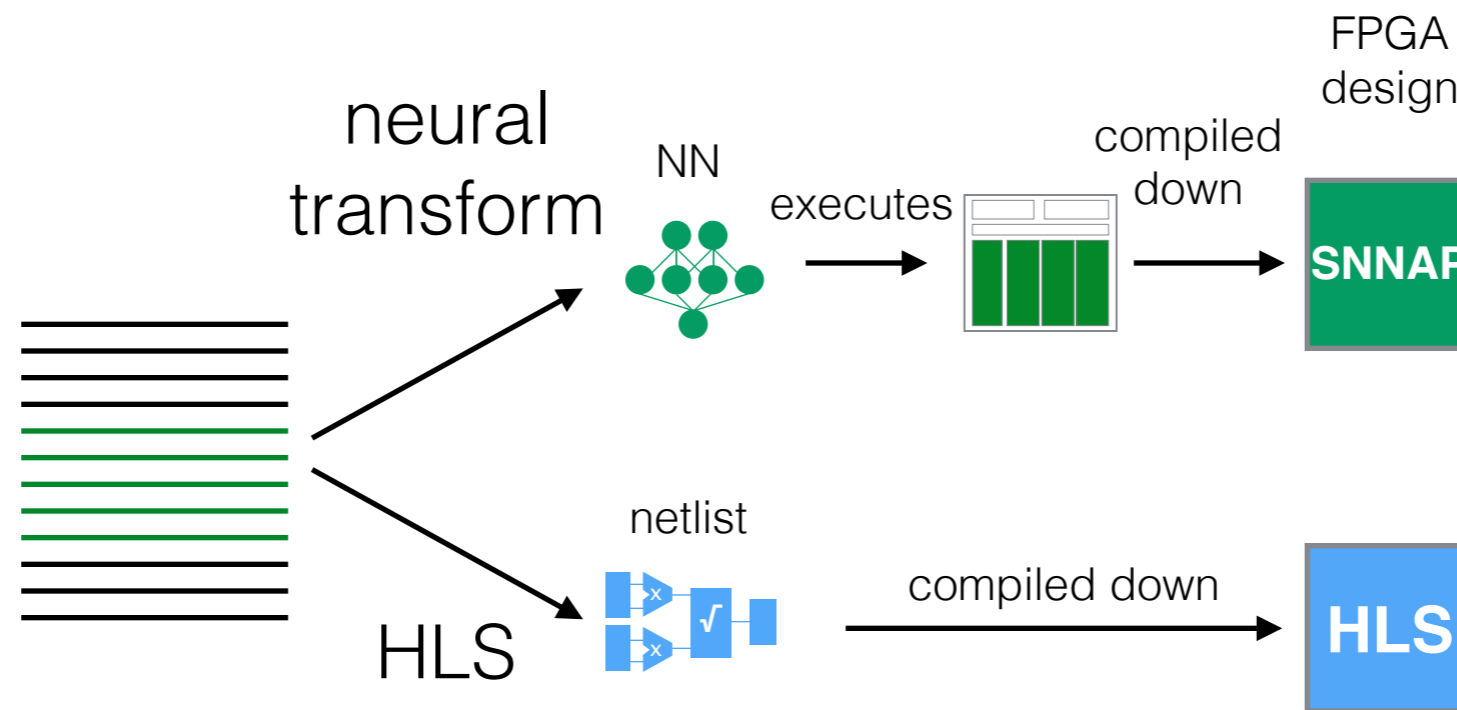 FPGA
design
neural
transform
NN
executes
compiled
down
SNNAP
netlist
x
x
√
compiled down
HLS
HLS